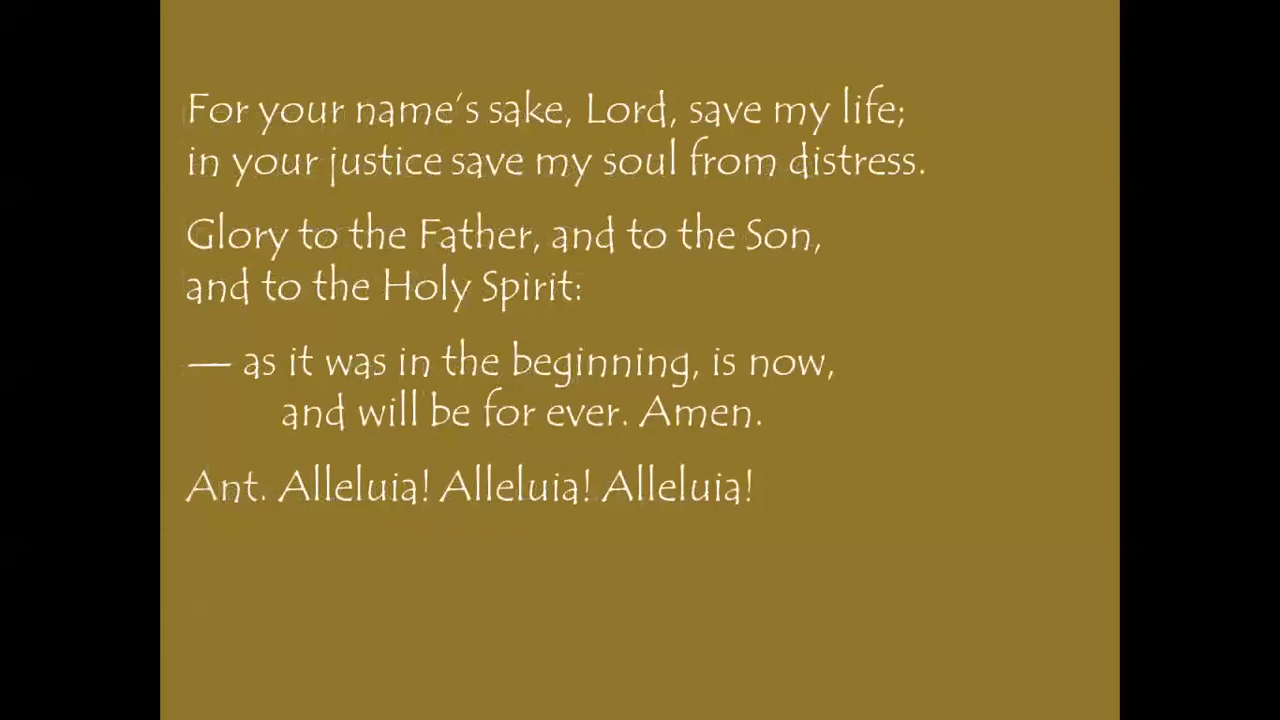 For your name's sake, Lord, save my life;
in your justice save my soul from distress.
Glory to the Father, and to the Son,
and to the Holy Spirit:
— as it was in the beginning, is now,
and will be for ever. Amen.
Ant. Alleluia! Alleluia! Alleluia!